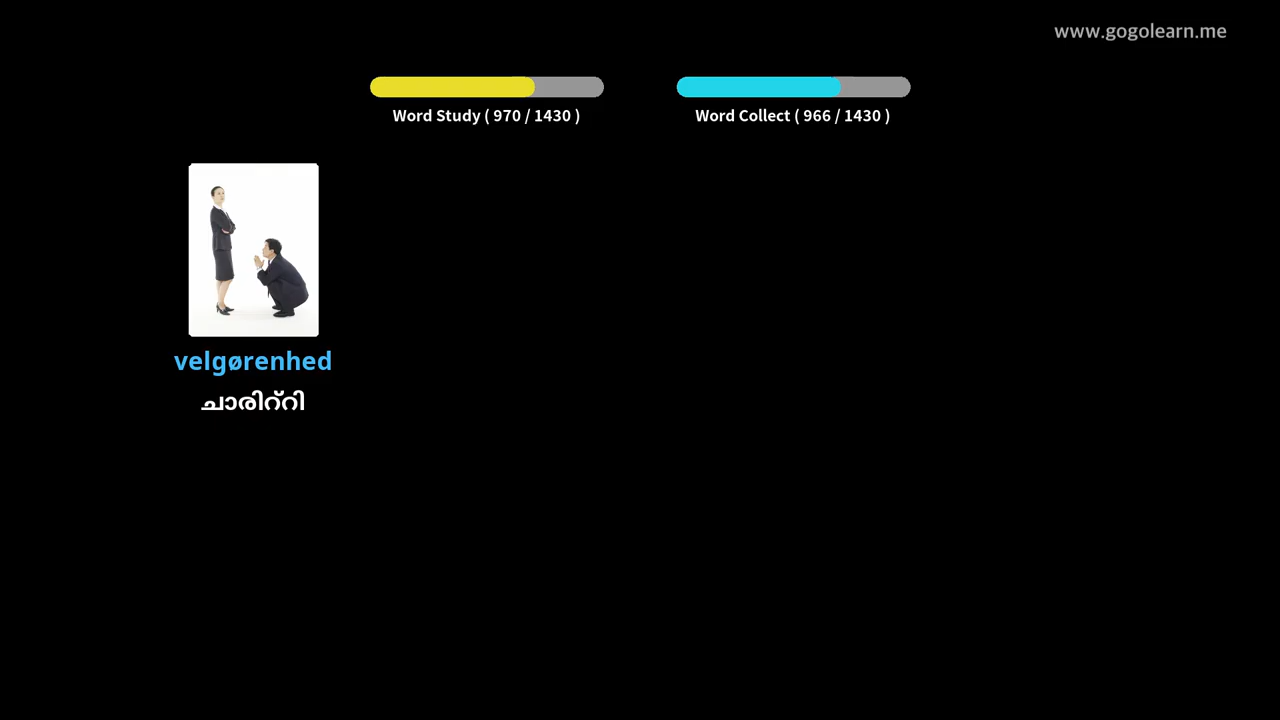 www.gogolearn.me
Word Study ( 970 / 1430 )
Word Collect ( 966 / 1430 )
velgørenhed
ചാരിറ്റി